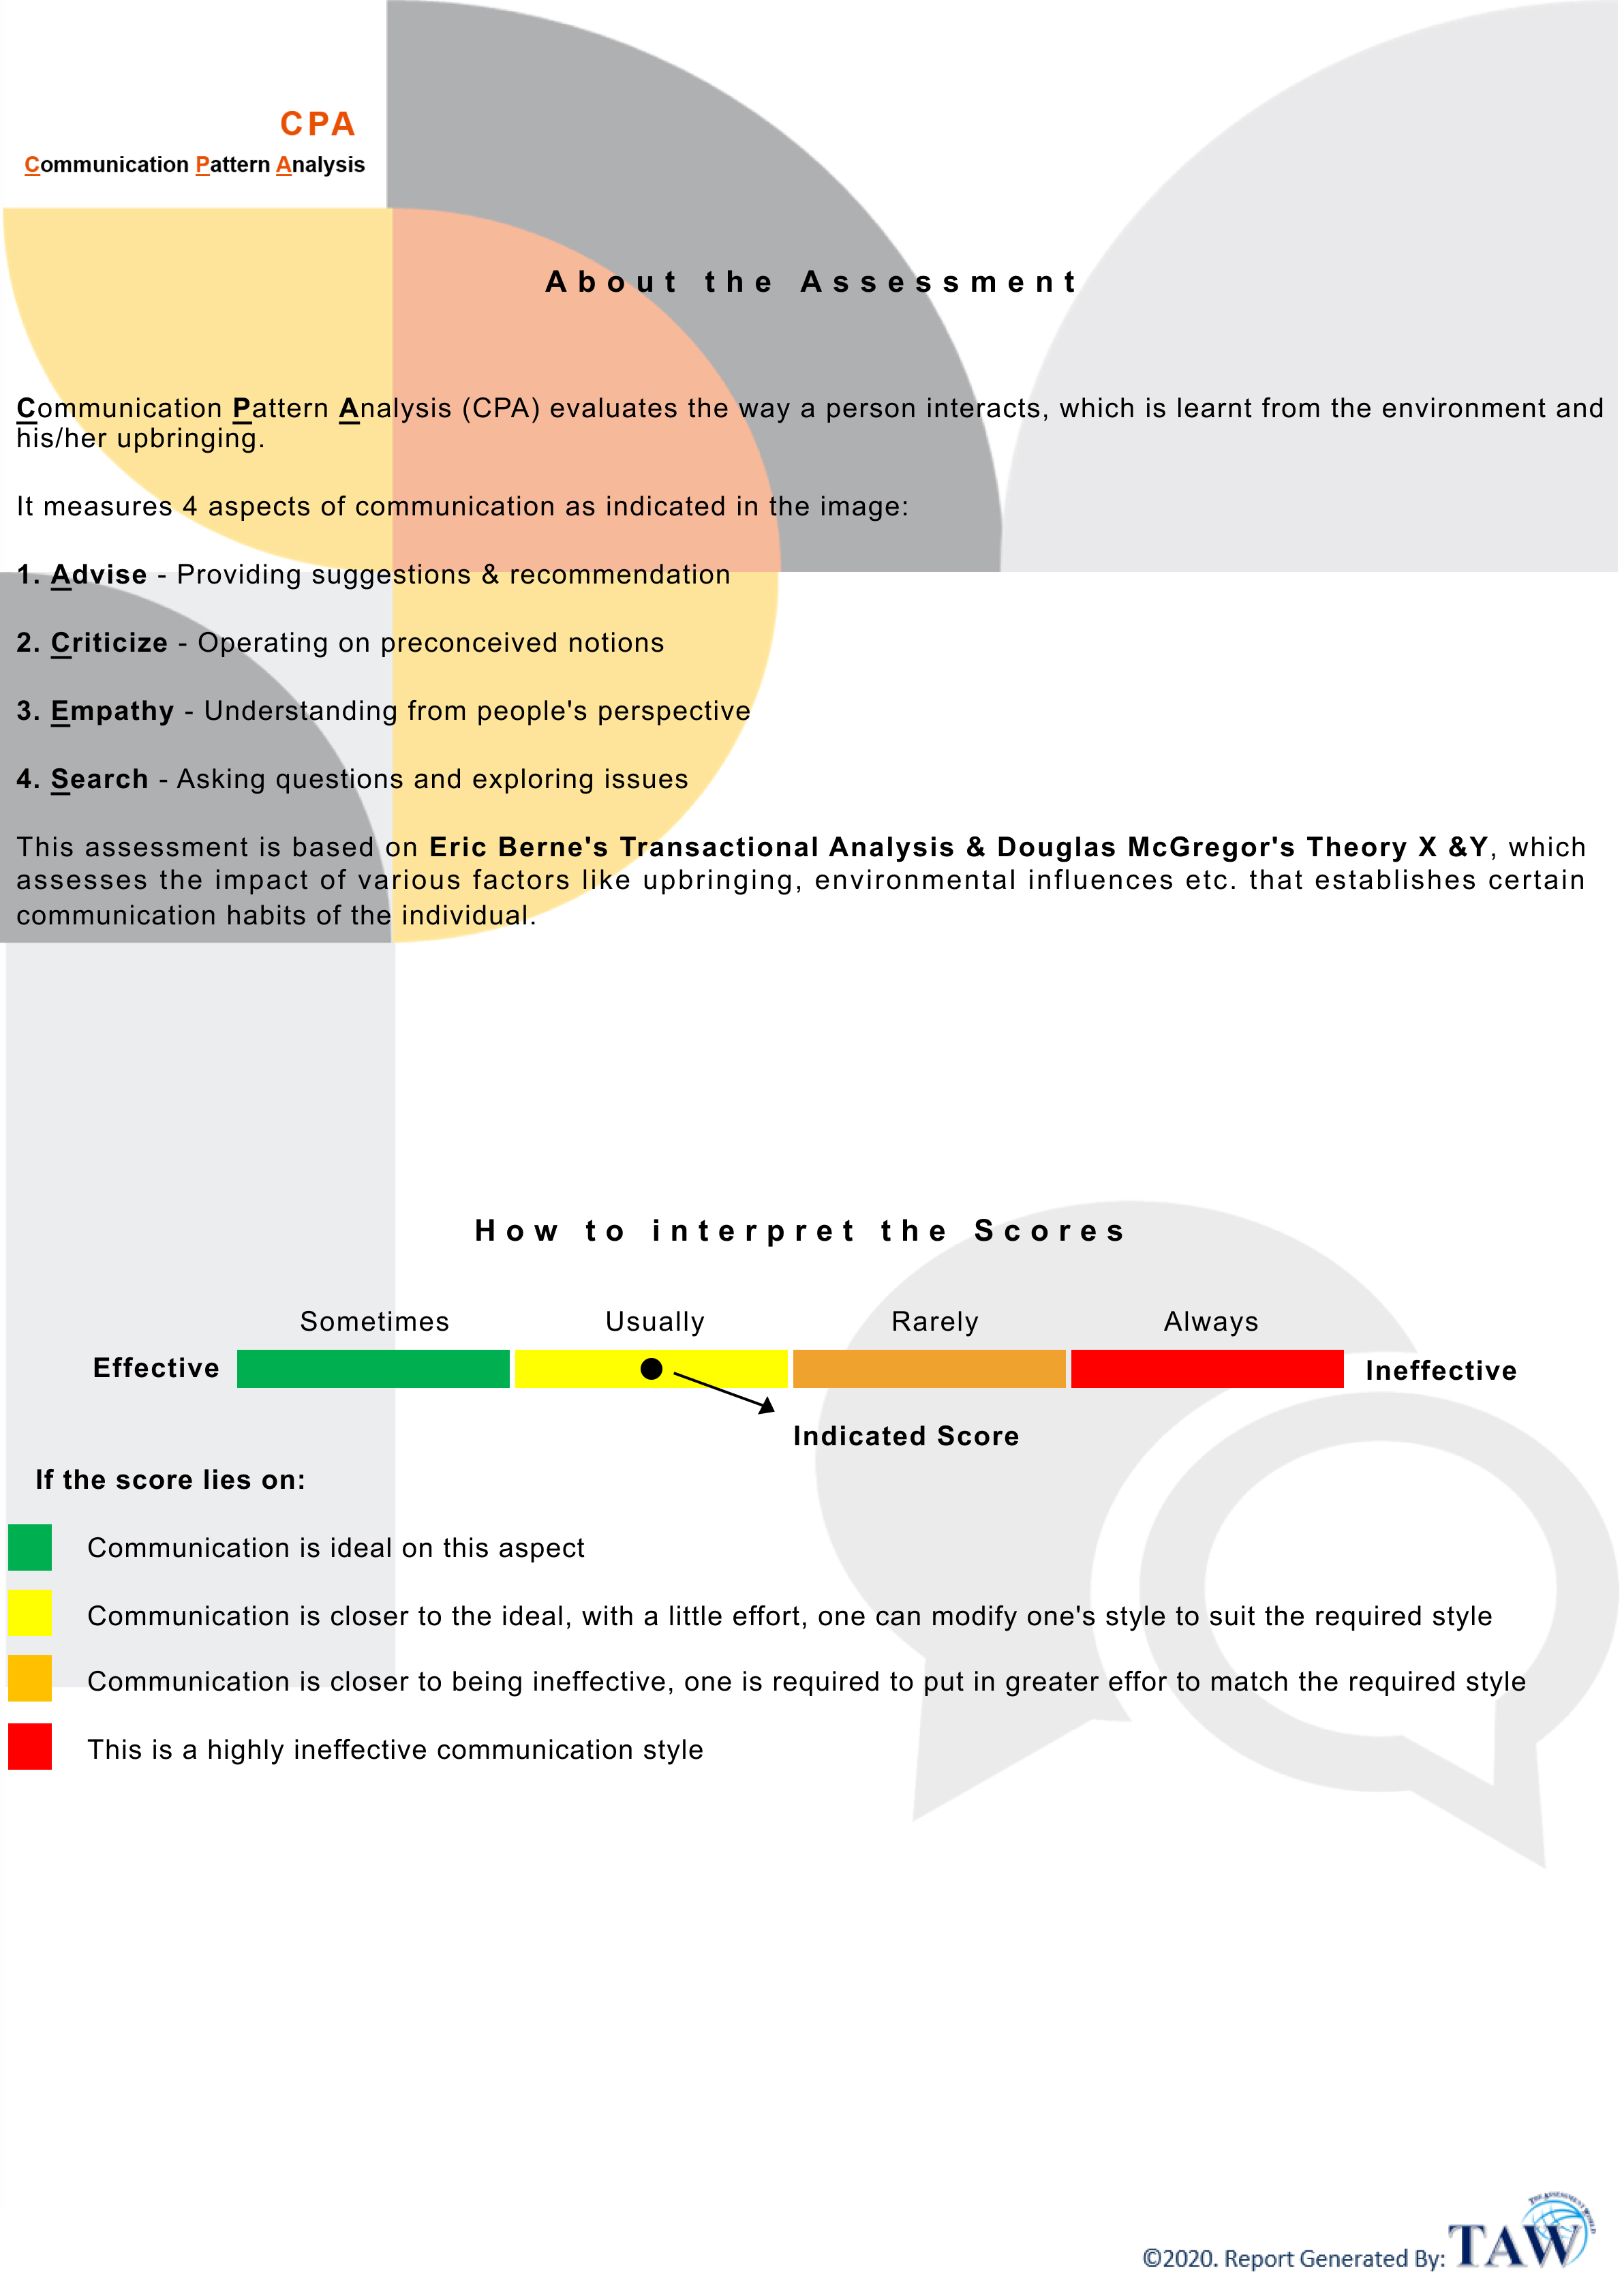 CPA
Communication Pattern Analysis
About the Assessment
Communication Pattern Analysis (CPA) evaluates the way a person interacts, which is learnt from the environment and
his/her upbringing.
It measures 4 aspects of communication as indicated in the image:
1. Advise - Providing suggestions & recommendation
2. Criticize - Operating on preconceived notions
3. Empathy - Understanding from people's perspective
4. Search - Asking questions and exploring issues
This assessment is based on Eric Berne's Transactional Analysis & Douglas McGregor's Theory X &Y, which
assesses the impact of various factors like upbringing, environmental influences etc. that establishes certain
communication habits of the individual.
How to interpret the Scores
Sometimes Usually Rarely Always
Effective Ineffective
Indicated Score
If the score lies on:
Communication is ideal on this aspect
Communication is closer to the ideal, with a little effort, one can modify one's style to suit the required style
Communication is closer to being ineffective, one is required to put in greater effor to match the required style
This is a highly ineffective communication style
THE ASSESSMENT WORLD
©2020. Report Generated By: TAW